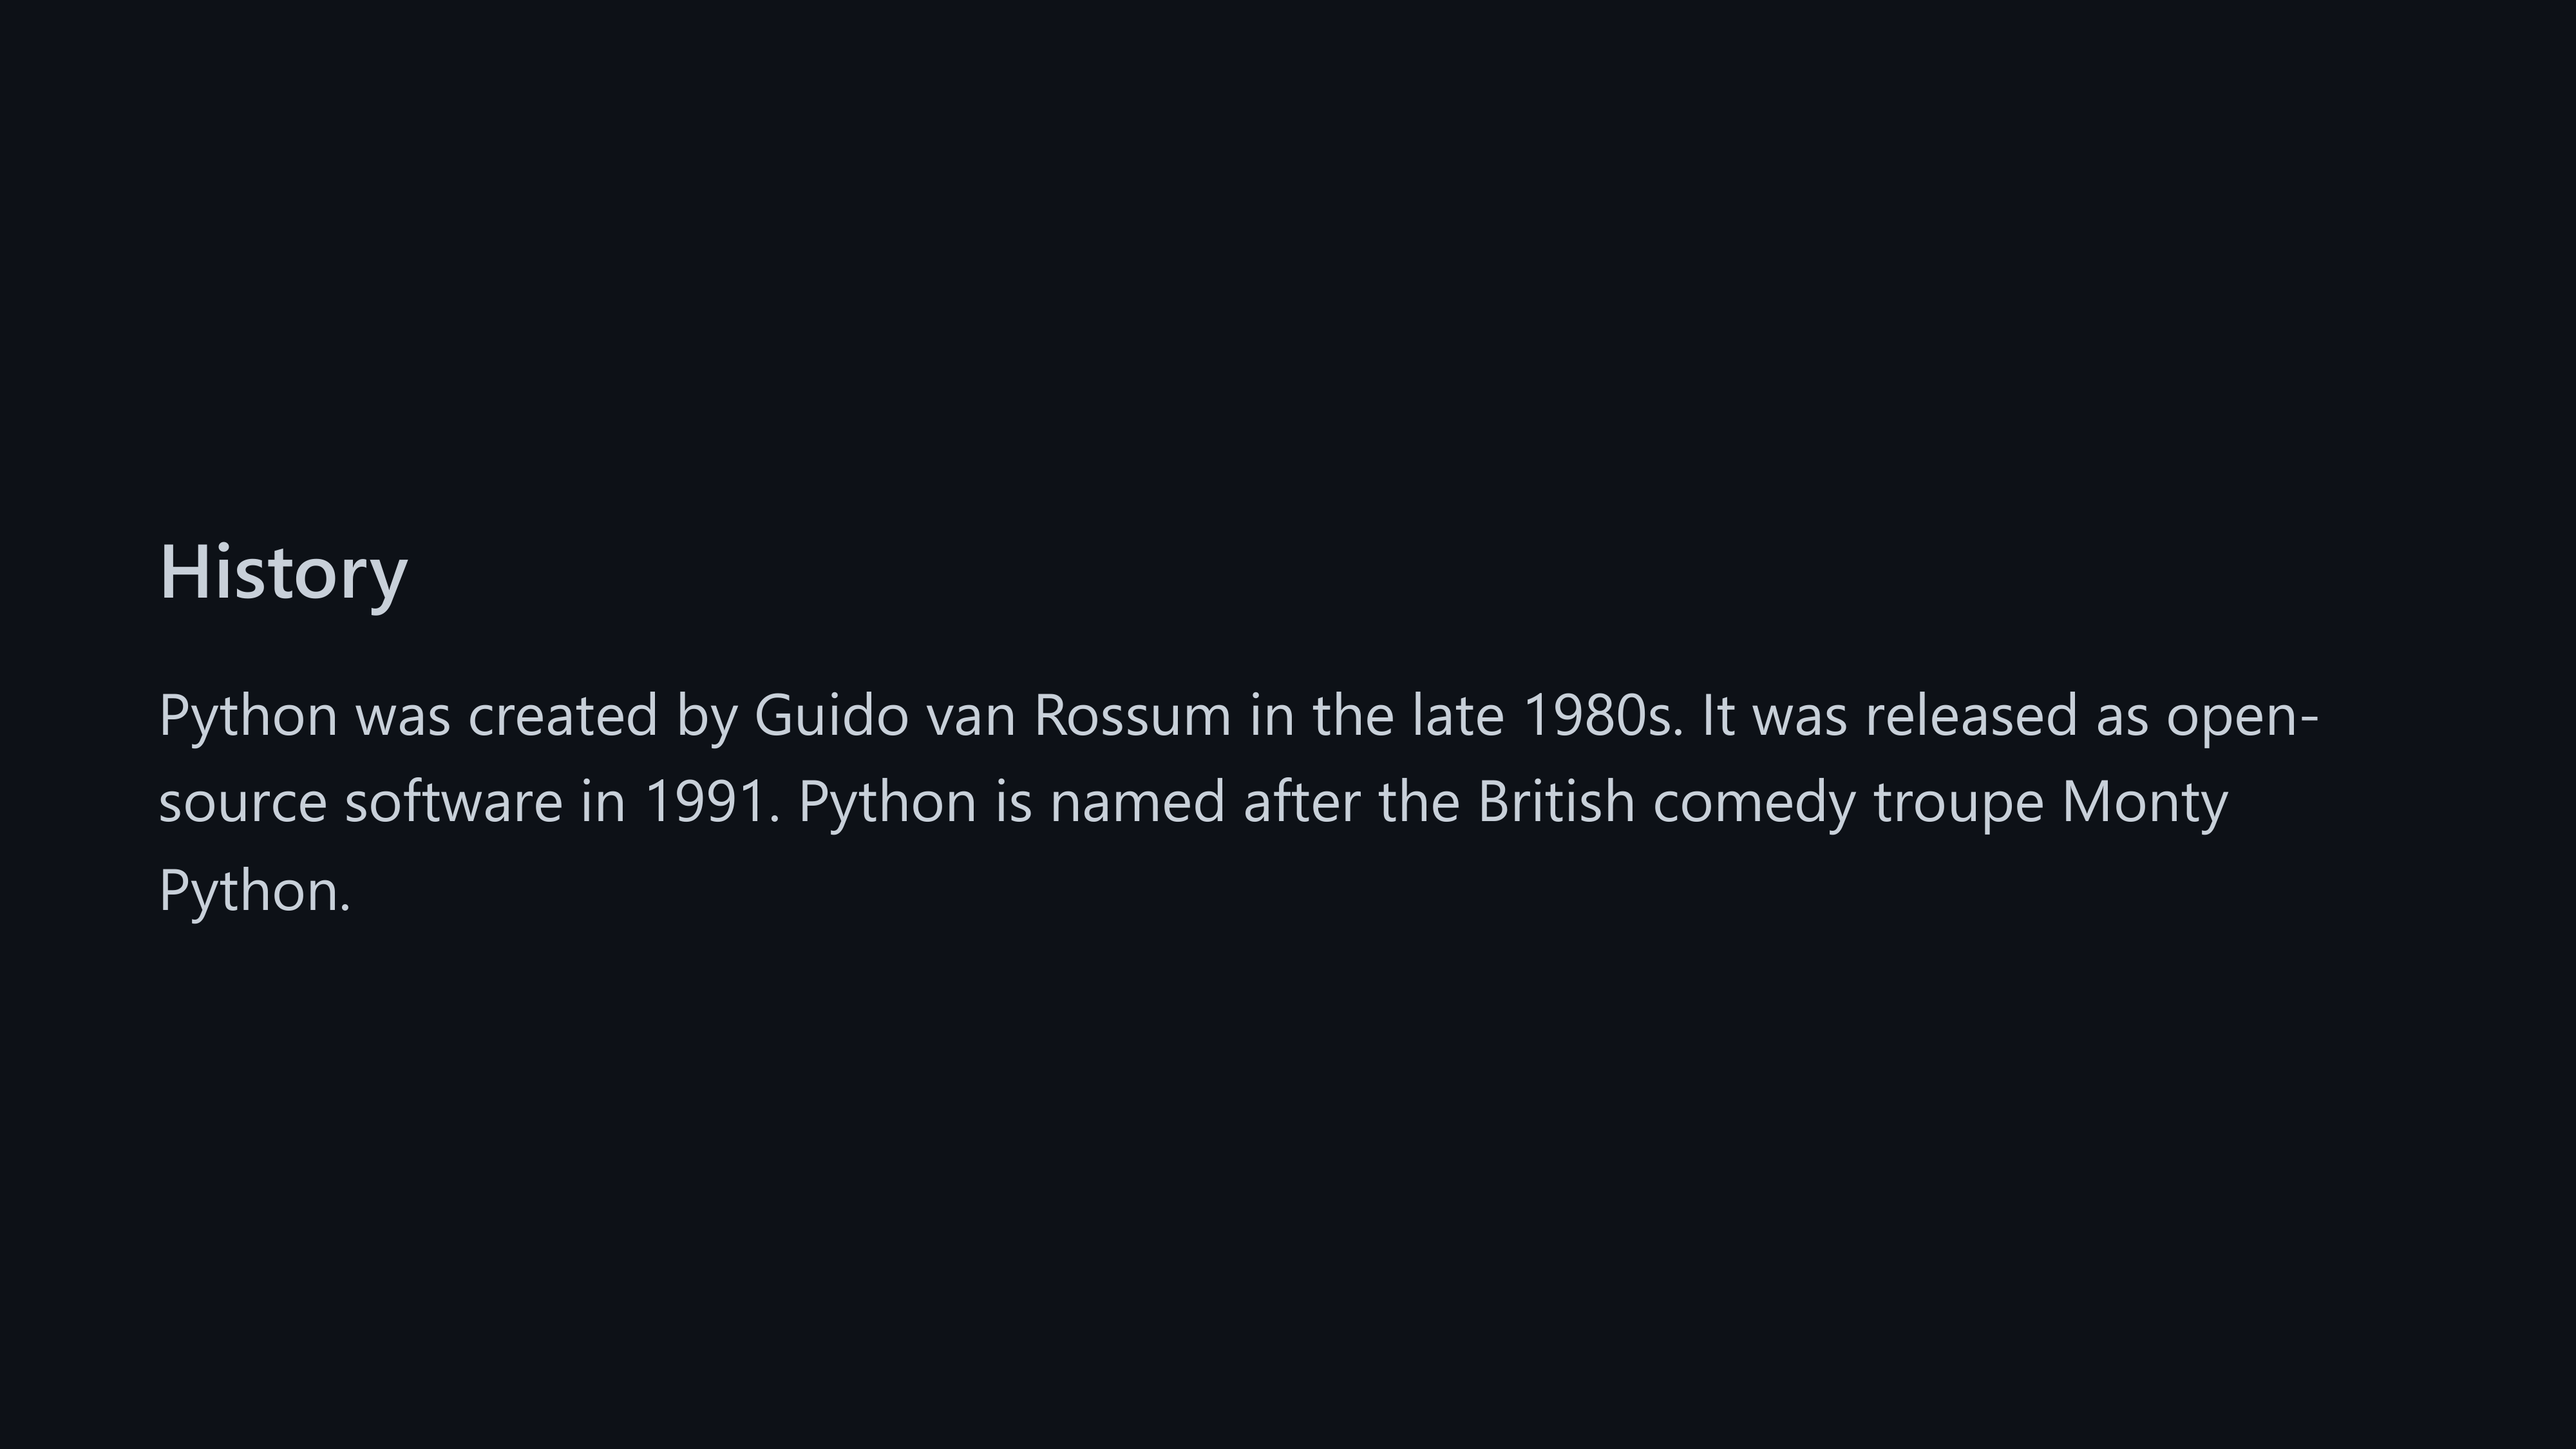 History
Python was created by Guido van Rossum in the late 1980s. It was released as open-
source software in 1991. Python is named after the British comedy troupe Monty
Python.